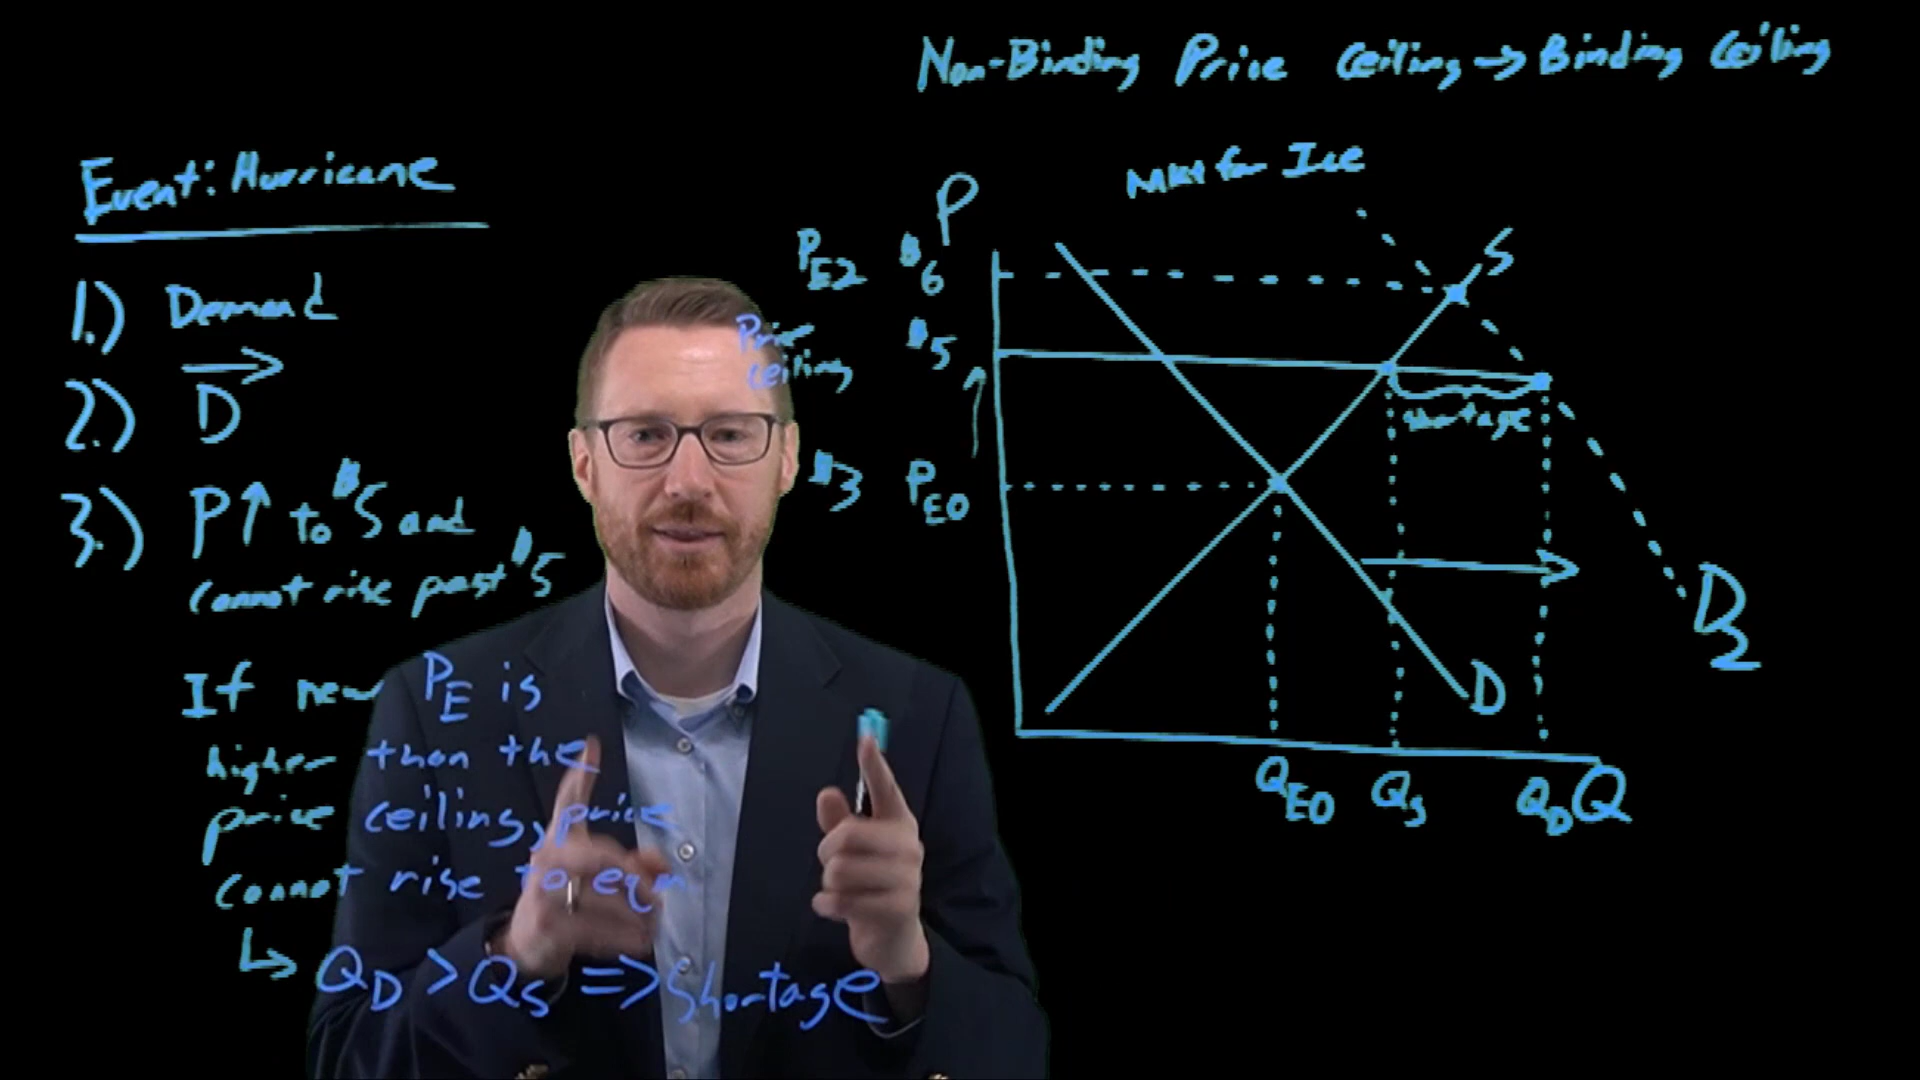 Non-Binding Price Ceiling → Binding Ceiling
Event: Hurricane
1.) Demand
2.) D →
3.) P↑ to $5 and
cannot rise past $5
If new PE is
higher than the
price ceiling, price
cannot rise to eqm
↳ QD > QS => Shortage
Mkt for Ice
P
PE2 $6
Price
Ceiling
$5
$3 PE0
S
shortage
D2
D
QE0 QS QD Q